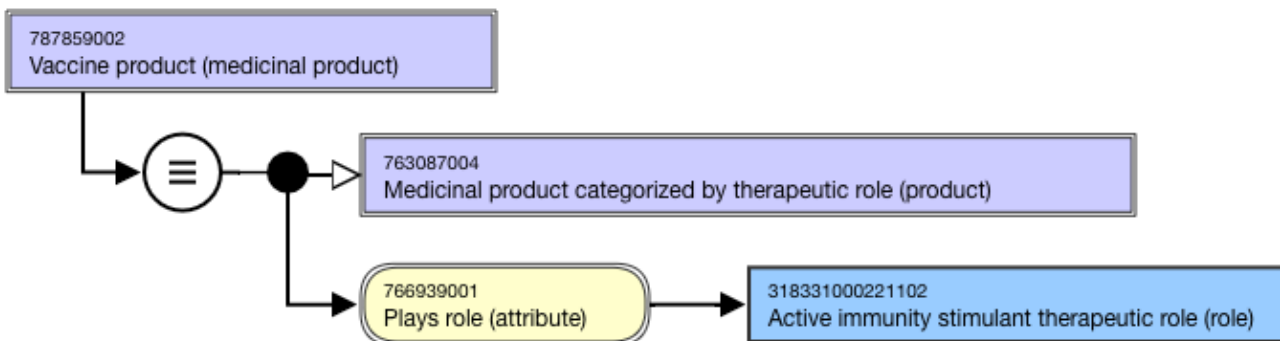 787859002
Vaccine product (medicinal product)
763087004
Medicinal product categorized by therapeutic role (product)
766939001
Plays role (attribute)
318331000221102
Active immunity stimulant therapeutic role (role)